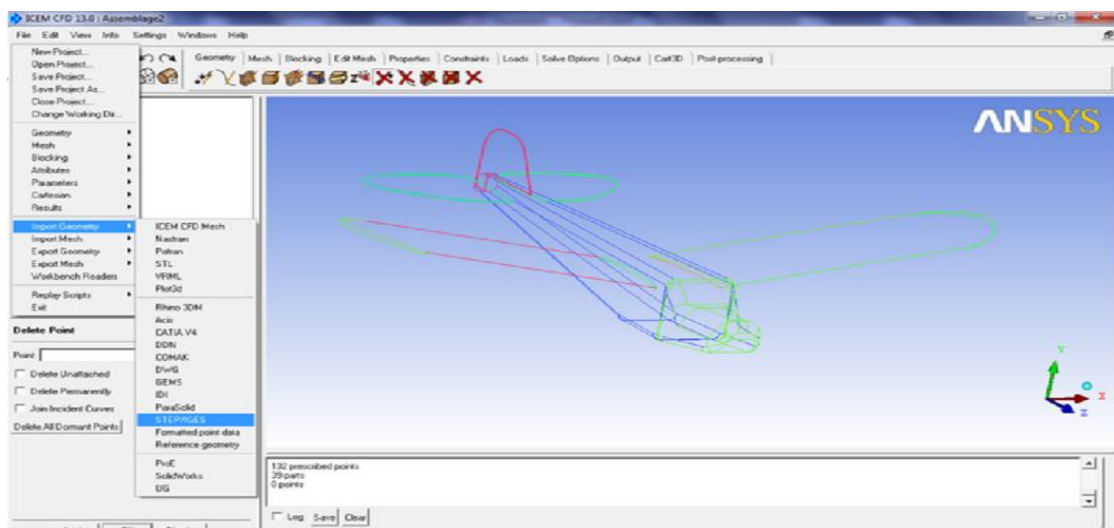 ICEM CFD 13.0 : Assemblage2
File Edit View Info Settings Windows Help
New Project...
Open Project...
Save Project...
Save Project As...
Close Project...
Change Working Dir...
Geometry
Mesh
Blocking
Attributes
Parameters
Cartesian
Results
Import Geometry
Import Mesh
Export Geometry
Export Mesh
Workbench Readers
Replay Scripts
Exit
Geometry Mesh Blocking Edit Mesh Properties Constraints Loads Solve Options Output Cart3D Post-processing
ICEM CFD Mesh
Nastran
Patran
STL
VRML
Plot3d
Rhino 3DM
Acis
CATIA V4
DDN
COMAK
DWG
GEMS
IDI
ParaSolid
STEP/IGES
Formatted point data
Reference geometry
ProE
SolidWorks
UG
Delete Point
Point
Delete Unattached
Delete Permanently
Join Incident Curves
Delete All Dormant Points
ANSYS
Y
X
Z
132 prescribed points
39 parts
0 points
Log Save Clear